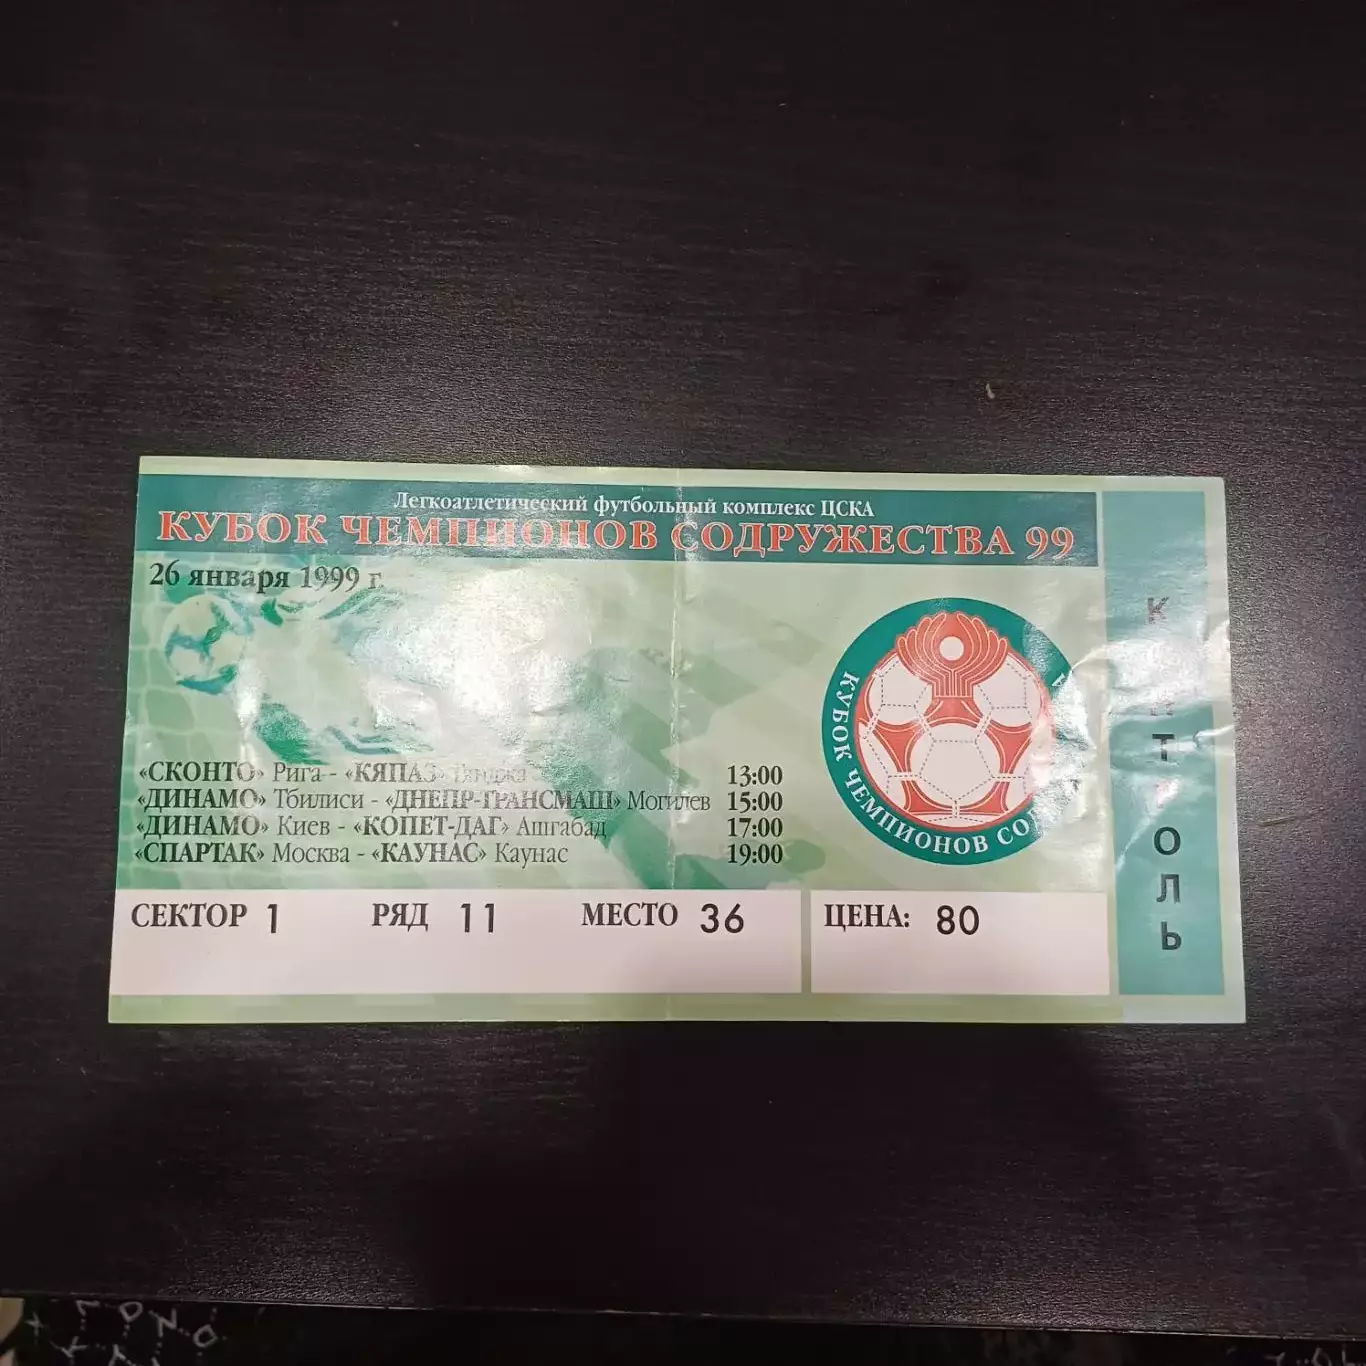 Легкоатлетический футбольный комплекс ЦСКА
КУБОК ЧЕМПИОНОВ СОДРУЖЕСТВА 99
26 января 1999 г.
«СКОНТО» Рига - «КЯПАЗ» Гянджа 13:00
«ДИНАМО» Тбилиси - «ДНЕПР-ТРАНСМАШ» Могилев 15:00
«ДИНАМО» Киев - «КОПЕТ-ДАГ» Ашгабад 17:00
«СПАРТАК» Москва - «КАУНАС» Каунас 19:00
КУБОК ЧЕМПИОНОВ
СЕКТОР 1 РЯД 11 МЕСТО 36 ЦЕНА: 80
КОНТРОЛЬ